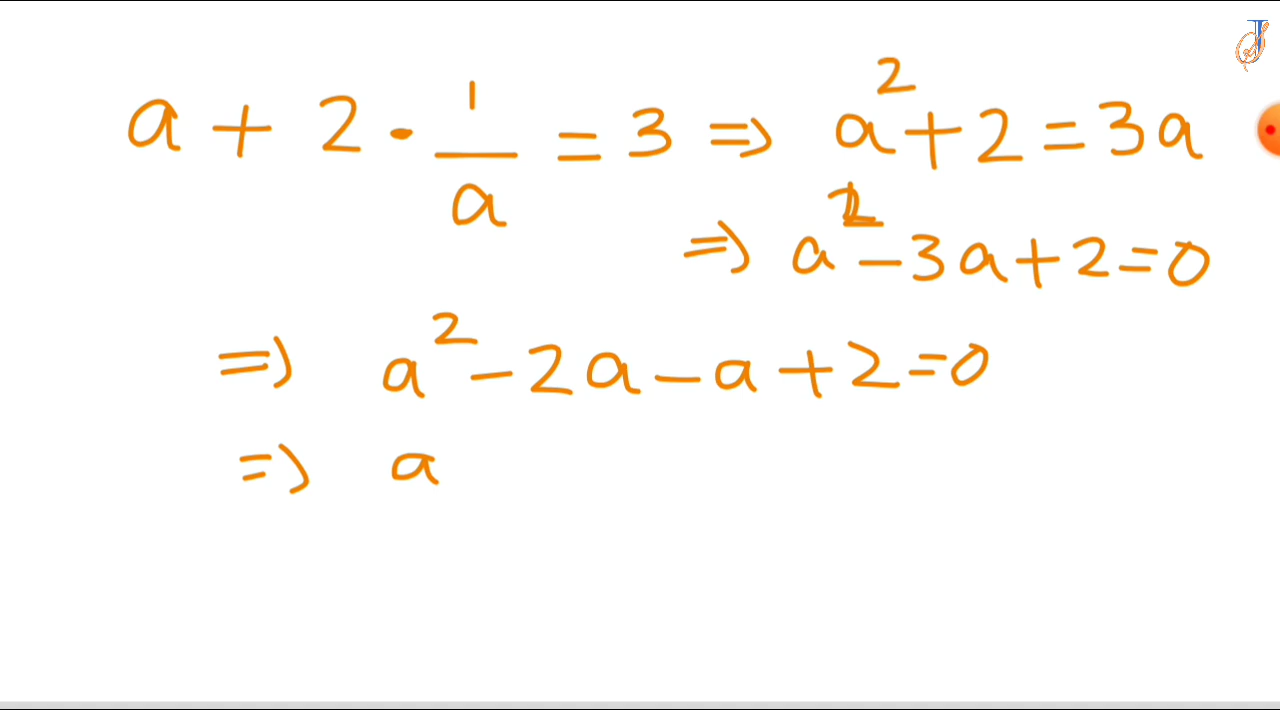 a + 2 · 1/a = 3 ⇒ a² + 2 = 3a
⇒ a² - 3a + 2 = 0
⇒ a² - 2a - a + 2 = 0
⇒ a